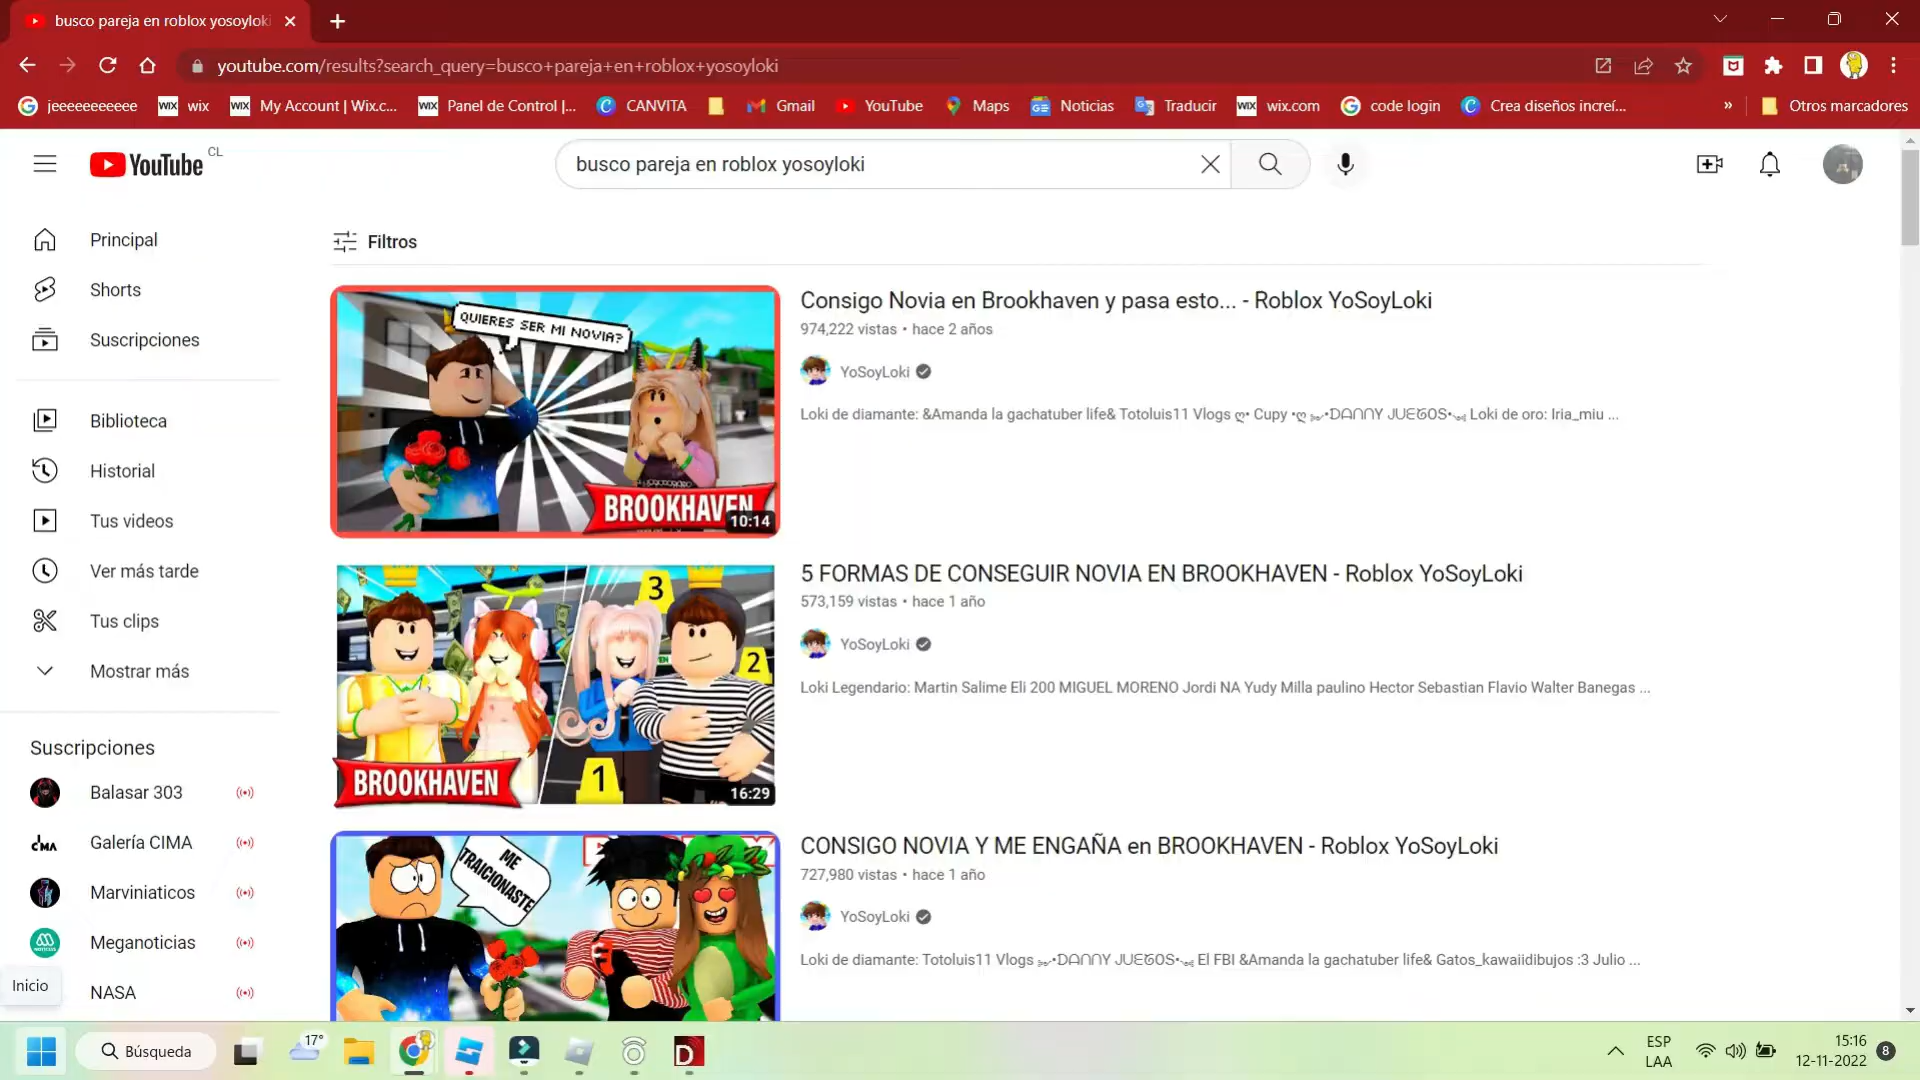 busco pareja en roblox yosoyloki
youtube.com/results?search_query=busco+pareja+en+roblox+yosoyloki
jeeeeeeeeeee wix My Account | Wix.c... Panel de Control |... CANVITA Gmail YouTube Maps Noticias Traducir wix.com code login Crea diseños increí... » Otros marcadores
YouTube CL
busco pareja en roblox yosoyloki
Principal
Shorts
Suscripciones
Biblioteca
Historial
Tus videos
Ver más tarde
Tus clips
Mostrar más
Suscripciones
Balasar 303
Galería CIMA
Marviniaticos
Meganoticias
NASA
Inicio
Filtros
QUIERES SER MI NOVIA?
BROOKHAVEN
10:14
Consigo Novia en Brookhaven y pasa esto... - Roblox YoSoyLoki
974,222 vistas • hace 2 años
YoSoyLoki
Loki de diamante: &Amanda la gachatuber life& Totoluis11 Vlogs ღ• Cupy •ღ ৯•DANNY JUEGOS•৯ Loki de oro: Iria_miu ...
3
2
1
BROOKHAVEN
16:29
5 FORMAS DE CONSEGUIR NOVIA EN BROOKHAVEN - Roblox YoSoyLoki
573,159 vistas • hace 1 año
YoSoyLoki
Loki Legendario: Martin Salime Eli 200 MIGUEL MORENO Jordi NA Yudy Milla paulino Hector Sebastian Flavio Walter Banegas ...
ME
TRAICIONASTE
CONSIGO NOVIA Y ME ENGAÑA en BROOKHAVEN - Roblox YoSoyLoki
727,980 vistas • hace 1 año
YoSoyLoki
Loki de diamante: Totoluis11 Vlogs ৯•DANNY JUEGOS•৯ El FBI &Amanda la gachatuber life& Gatos_kawaiidibujos :3 Julio ...
Búsqueda
17°
ESP
LAA
15:16
12-11-2022
8